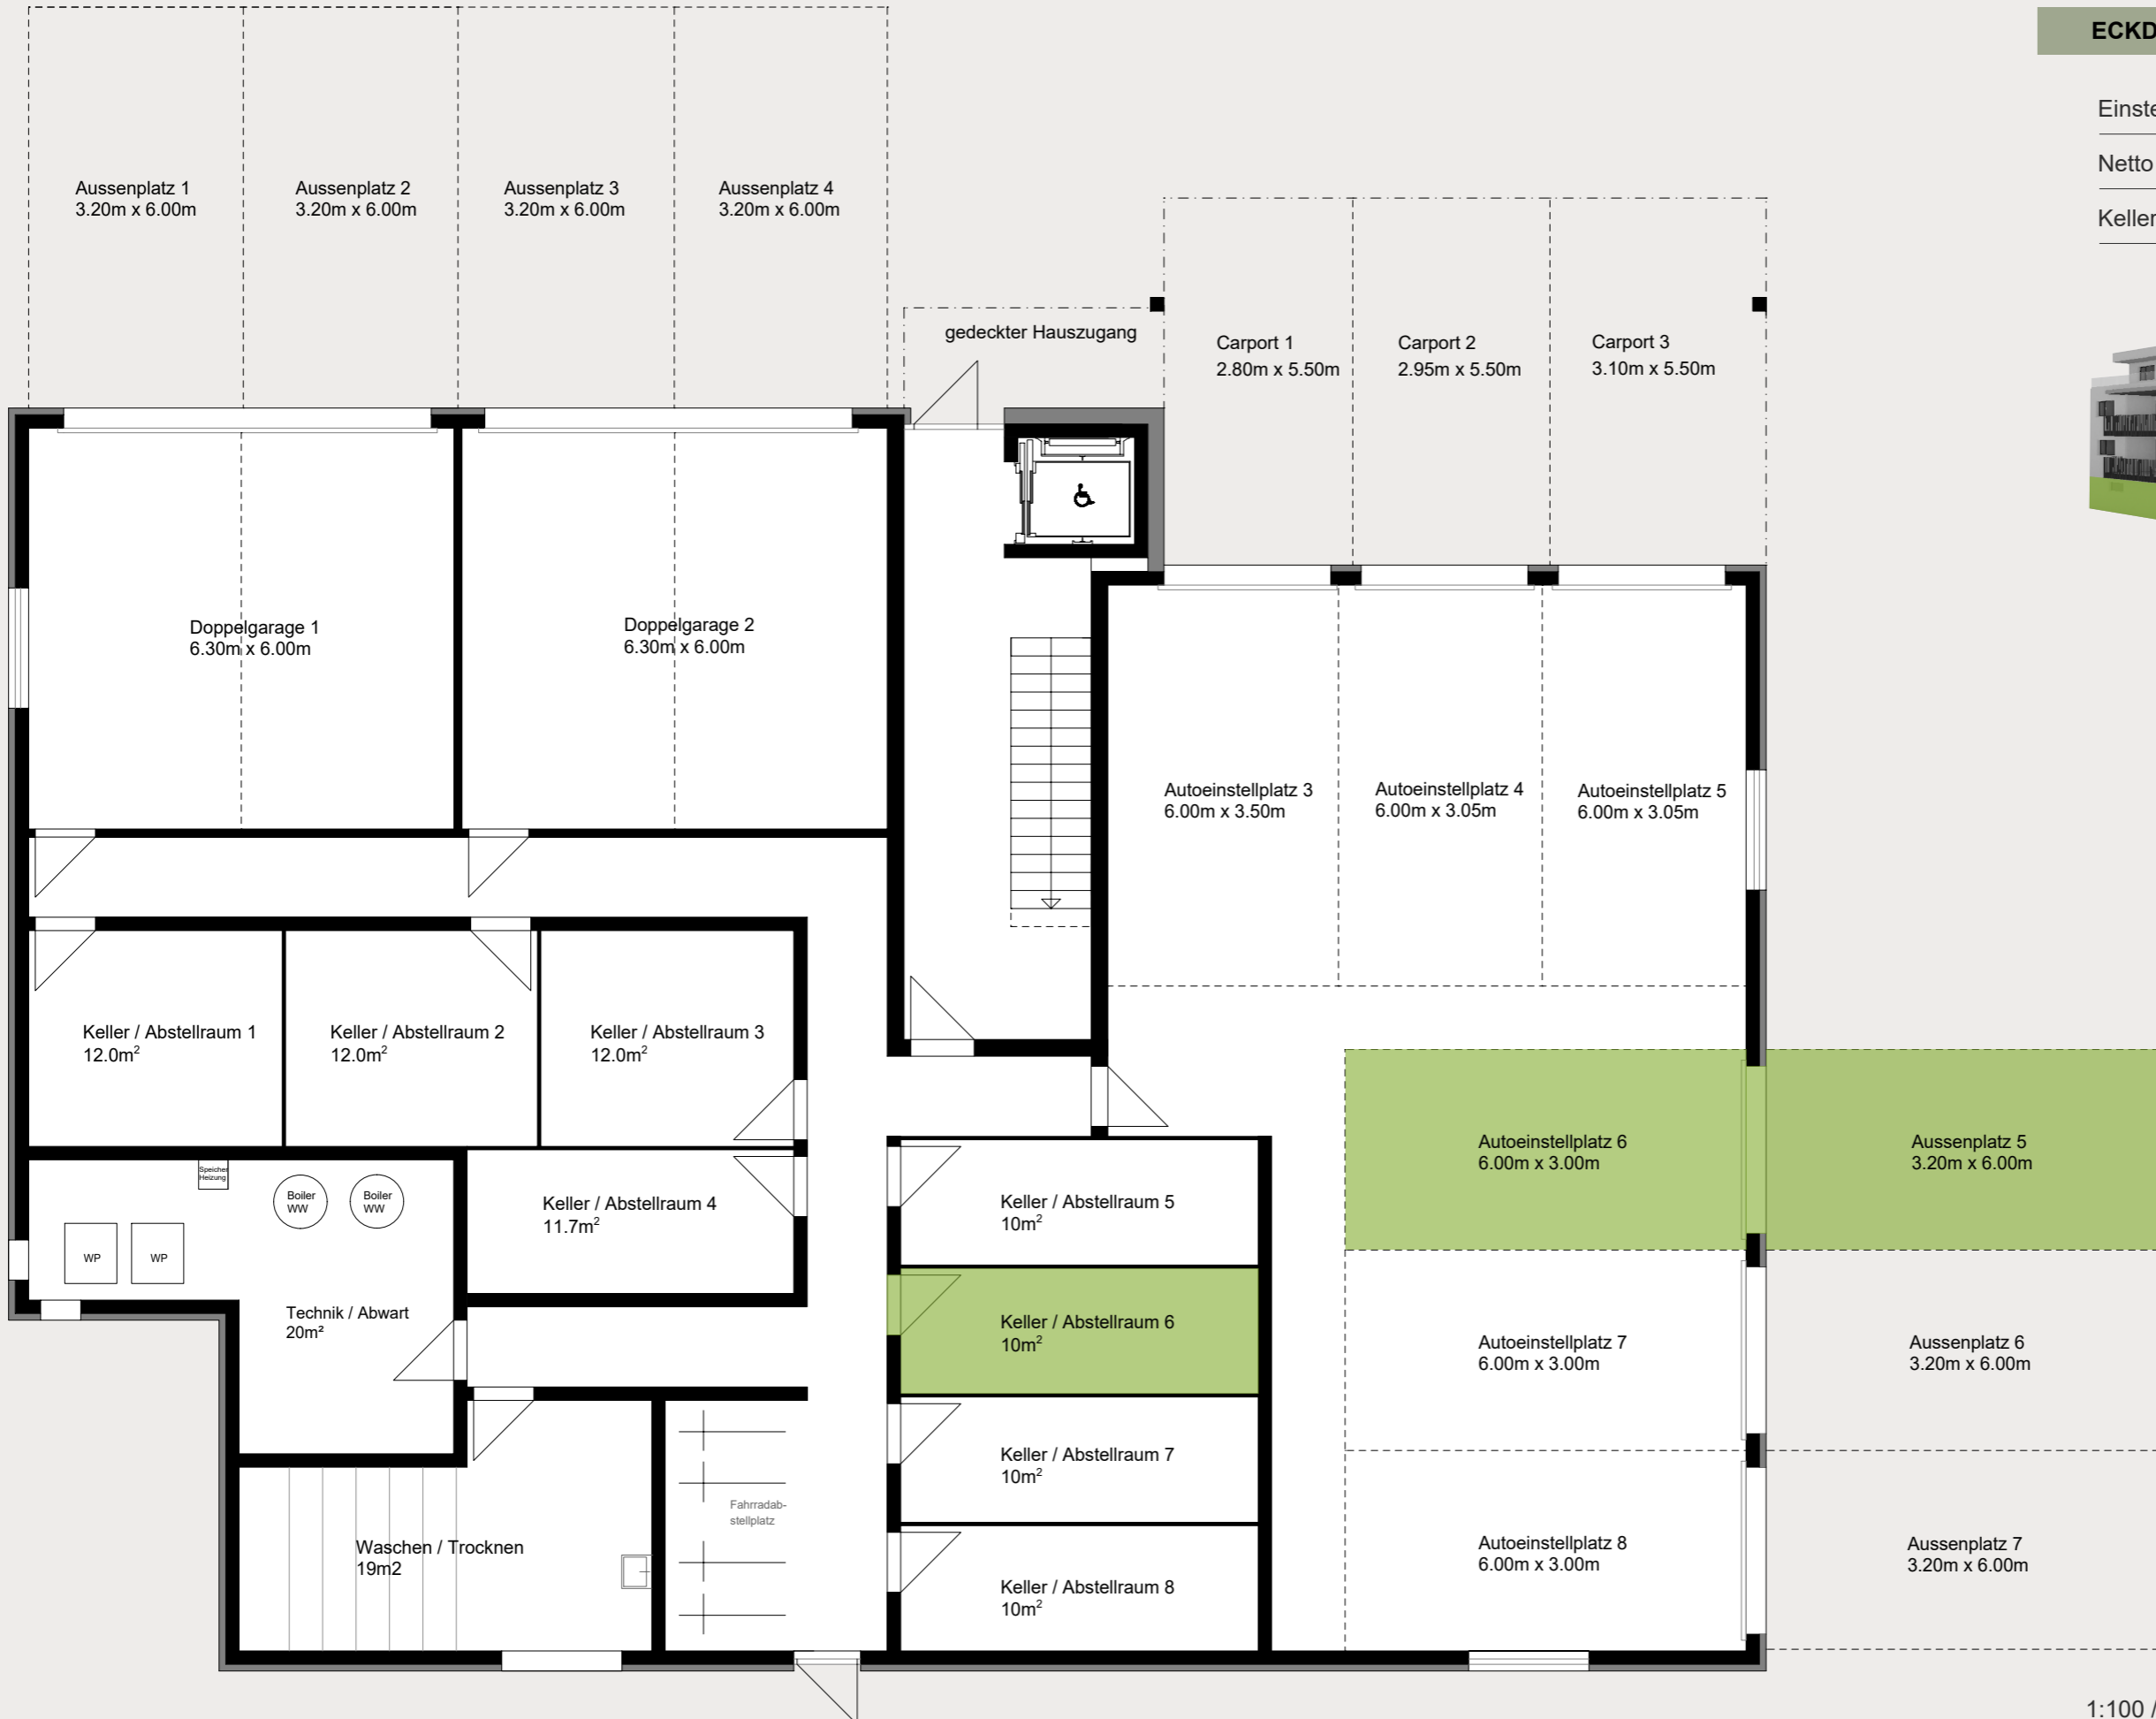 ECKD
Einste
Netto
Keller
Aussenplatz 1
3.20m x 6.00m
Aussenplatz 2
3.20m x 6.00m
Aussenplatz 3
3.20m x 6.00m
Aussenplatz 4
3.20m x 6.00m
gedeckter Hauszugang
Carport 1
2.80m x 5.50m
Carport 2
2.95m x 5.50m
Carport 3
3.10m x 5.50m
Doppelgarage 1
6.30m x 6.00m
Doppelgarage 2
6.30m x 6.00m
Autoeinstellplatz 3
6.00m x 3.50m
Autoeinstellplatz 4
6.00m x 3.05m
Autoeinstellplatz 5
6.00m x 3.05m
Keller / Abstellraum 1
12.0m²
Keller / Abstellraum 2
12.0m²
Keller / Abstellraum 3
12.0m²
Autoeinstellplatz 6
6.00m x 3.00m
Aussenplatz 5
3.20m x 6.00m
Speicher
Heizung
Boiler
WW
Boiler
WW
WP
WP
Keller / Abstellraum 4
11.7m²
Keller / Abstellraum 5
10m²
Technik / Abwart
20m²
Keller / Abstellraum 6
10m²
Autoeinstellplatz 7
6.00m x 3.00m
Aussenplatz 6
3.20m x 6.00m
Keller / Abstellraum 7
10m²
Fahrradab-
stellplatz
Waschen / Trocknen
19m2
Keller / Abstellraum 8
10m²
Autoeinstellplatz 8
6.00m x 3.00m
Aussenplatz 7
3.20m x 6.00m
1:100 /